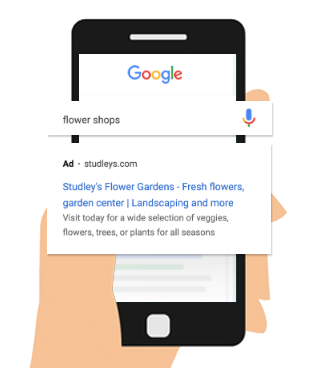 Google
flower shops
Ad · studleys.com
Studley's Flower Gardens - Fresh flowers,
garden center | Landscaping and more
Visit today for a wide selection of veggies,
flowers, trees, or plants for all seasons